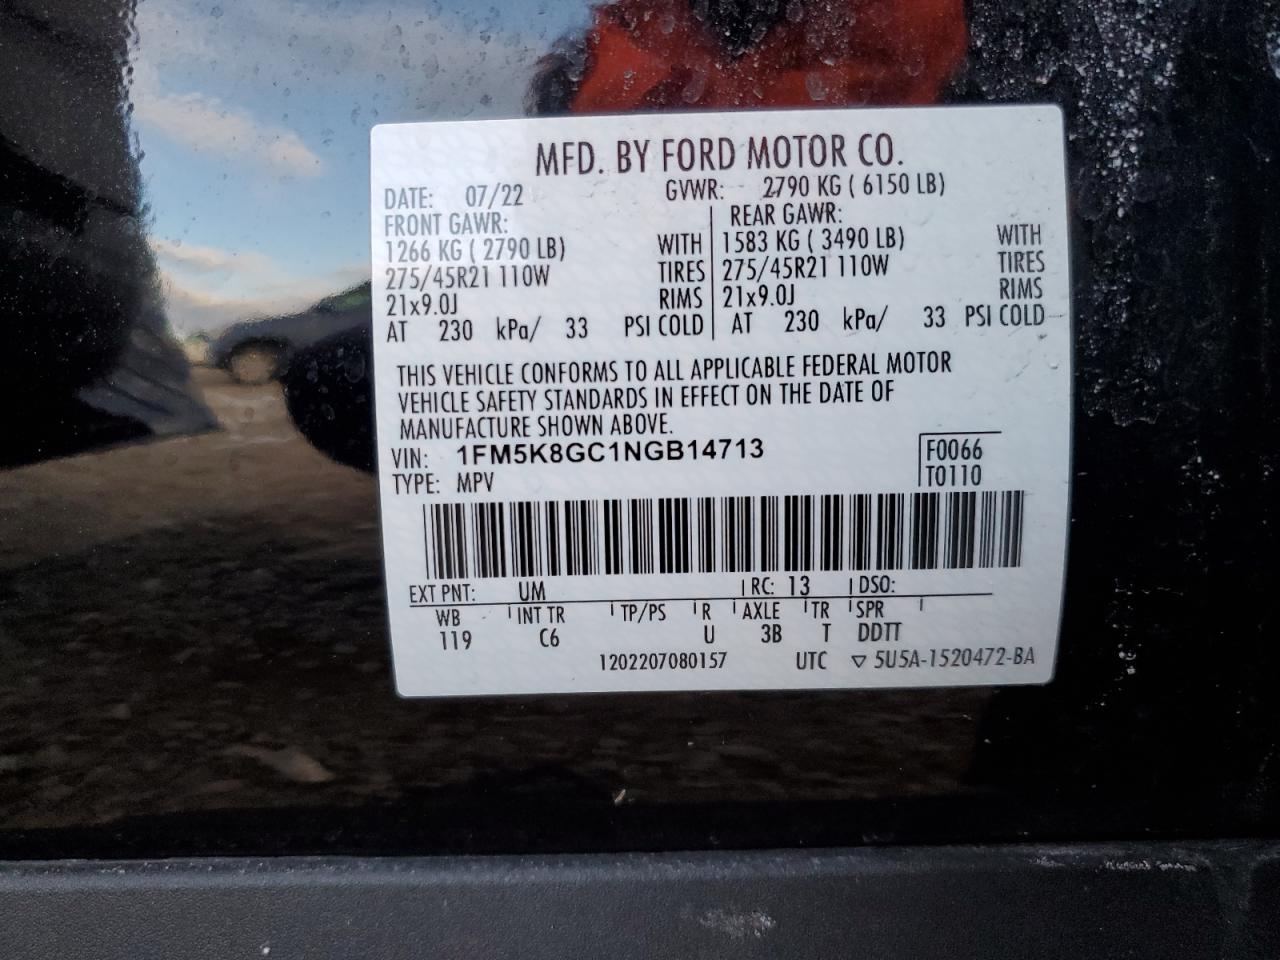 MFD. BY FORD MOTOR CO.
DATE: 07/22 GVWR: 2790 KG ( 6150 LB)
FRONT GAWR: REAR GAWR:
1266 KG ( 2790 LB) WITH 1583 KG ( 3490 LB) WITH
275/45R21 110W TIRES 275/45R21 110W TIRES
21x9.0J RIMS 21x9.0J RIMS
AT 230 kPa/ 33 PSI COLD AT 230 kPa/ 33 PSI COLD
THIS VEHICLE CONFORMS TO ALL APPLICABLE FEDERAL MOTOR
VEHICLE SAFETY STANDARDS IN EFFECT ON THE DATE OF
MANUFACTURE SHOWN ABOVE.
VIN: 1FM5K8GC1NGB14713 F0066
TYPE: MPV T0110
EXT PNT: UM RC: 13 DSO:
WB INT TR TP/PS R AXLE TR SPR
119 C6 U 3B T DDTT
1202207080157 UTC ▽ 5U5A-1520472-BA